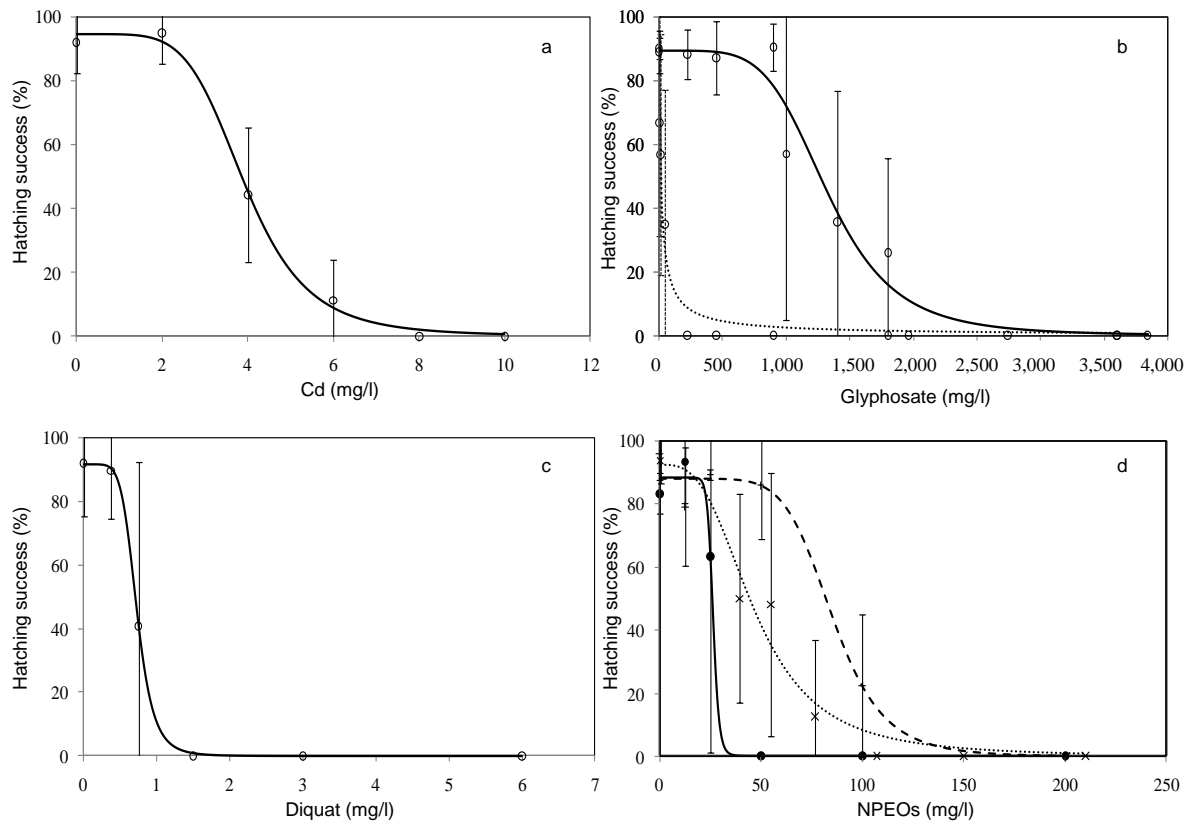 100
80
60
40
20
0
Hatching success (%)
a
0 2 4 6 8 10 12
Cd (mg/l)
100
80
60
40
20
0
Hatching success (%)
b
0 500 1,000 1,500 2,000 2,500 3,000 3,500 4,000
Glyphosate (mg/l)
100
80
60
40
20
0
Hatching success (%)
c
0 1 2 3 4 5 6 7
Diquat (mg/l)
100
80
60
40
20
0
Hatching success (%)
d
0 50 100 150 200 250
NPEOs (mg/l)